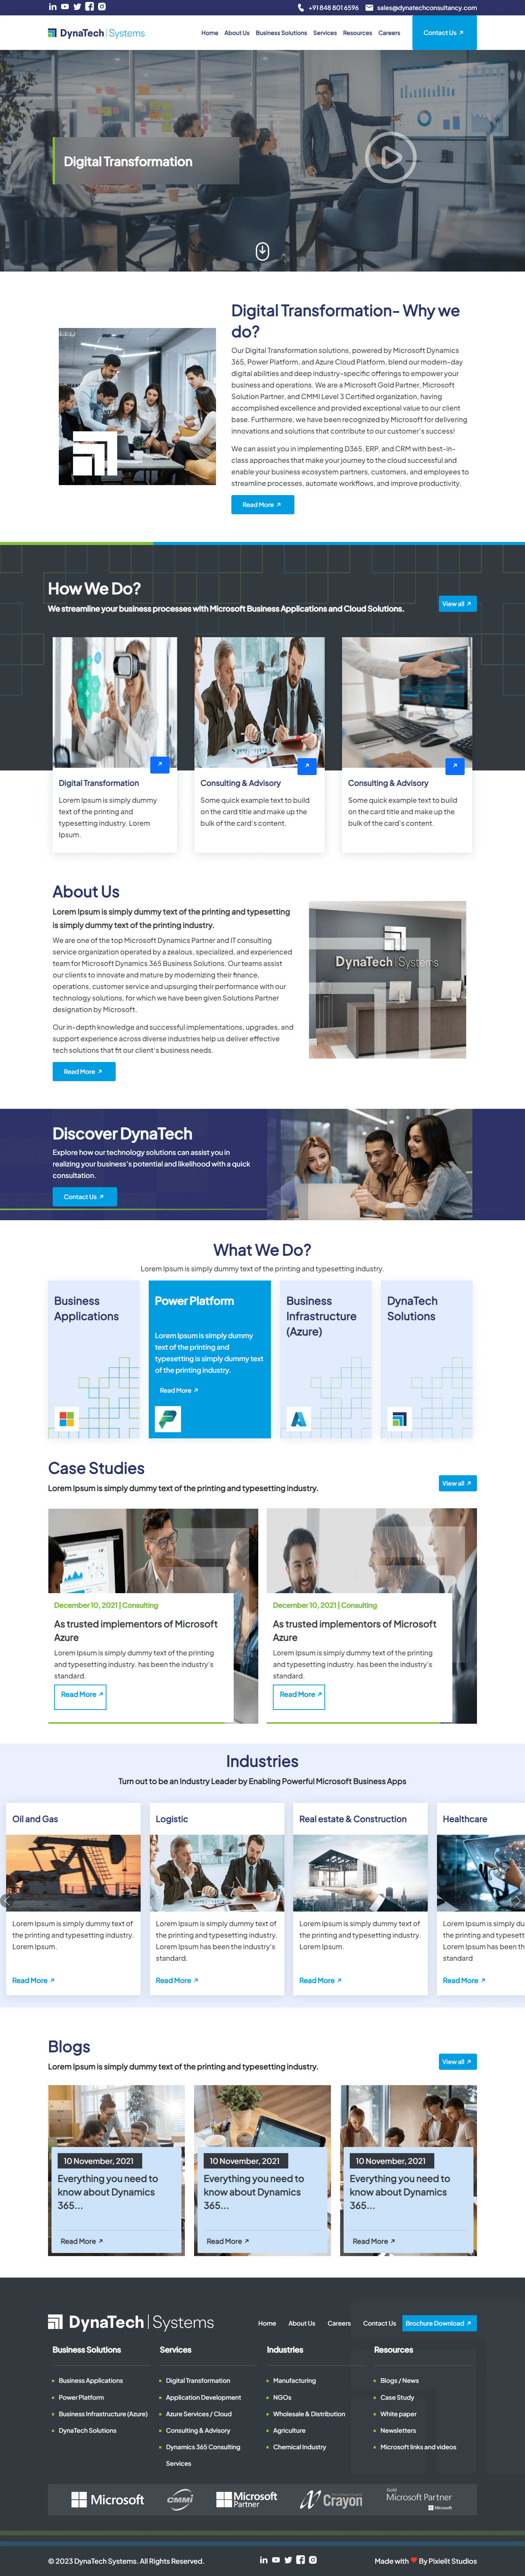 +91 848 801 6596
sales@dynatechconsultancy.com
DynaTech Systems
Home
About Us
Business Solutions
Services
Resources
Careers
Contact Us
Digital Transformation
Digital Transformation- Why we
do?
Our Digital Transformation solutions, powered by Microsoft Dynamics
365, Power Platform, and Azure Cloud Platform, blend our modern-day
digital abilities and deep industry-specific offerings to empower your
business and operations. We are a Microsoft Gold Partner, Microsoft
Solution Partner, and CMMI Level 3 Certified organization, having
accomplished excellence and provided exceptional value to our client
base. Furthermore, we have been recognized by Microsoft for delivering
innovations and solutions that contribute to our customer's success!
We can assist you in implementing D365, ERP, and CRM with best-in-
class approaches that make your journey to the cloud successful and
enable your business ecosystem partners, customers, and employees to
streamline processes, automate workflows, and improve productivity.
Read More
How We Do?
We streamline your business processes with Microsoft Business Applications and Cloud Solutions.
View all
Digital Transformation
Lorem Ipsum is simply dummy
text of the printing and
typesetting industry. Lorem
Ipsum.
Consulting & Advisory
Some quick example text to build
on the card title and make up the
bulk of the card's content.
Consulting & Advisory
Some quick example text to build
on the card title and make up the
bulk of the card's content.
About Us
Lorem Ipsum is simply dummy text of the printing and typesetting
is simply dummy text of the printing industry.
We are one of the top Microsoft Dynamics Partner and IT consulting
service organization operated by a zealous, specialized, and experienced
team for Microsoft Dynamics 365 Business Solutions. Our teams assist
our clients to innovate and mature by modernizing their finance,
operations, customer service and upsurging their performance with our
technology solutions, for which we have been given Solutions Partner
designation by Microsoft.
Our in-depth knowledge and successful implementations, upgrades, and
support experience across diverse industries help us deliver effective
tech solutions that fit our client's business needs.
Read More
DynaTech Systems
Discover DynaTech
Explore how our technology solutions can assist you in
realizing your business's potential and likelihood with a quick
consultation.
Contact Us
What We Do?
Lorem Ipsum is simply dummy text of the printing and typesetting industry.
Business
Applications
Power Platform
Lorem Ipsum is simply dummy
text of the printing and
typesetting is simply dummy text
of the printing industry.
Read More
Business
Infrastructure
(Azure)
DynaTech
Solutions
Case Studies
Lorem Ipsum is simply dummy text of the printing and typesetting industry.
View all
December 10, 2021 | Consulting
As trusted implementors of Microsoft
Azure
Lorem Ipsum is simply dummy text of the printing
and typesetting industry. has been the industry's
standard.
Read More
December 10, 2021 | Consulting
As trusted implementors of Microsoft
Azure
Lorem Ipsum is simply dummy text of the printing
and typesetting industry. has been the industry's
standard.
Read More
Industries
Turn out to be an Industry Leader by Enabling Powerful Microsoft Business Apps
Oil and Gas
Lorem Ipsum is simply dummy text of
the printing and typesetting industry.
Lorem Ipsum.
Read More
Logistic
Lorem Ipsum is simply dummy text of
the printing and typesetting industry.
Lorem Ipsum has been the industry's
standard.
Read More
Real estate & Construction
Lorem Ipsum is simply dummy text of
the printing and typesetting industry.
Lorem Ipsum.
Read More
Healthcare
Lorem Ipsum is simply du
the printing and typesett
Lorem Ipsum has been th
standard
Read More
Blogs
Lorem Ipsum is simply dummy text of the printing and typesetting industry.
View all
10 November, 2021
Everything you need to
know about Dynamics
365...
Read More
10 November, 2021
Everything you need to
know about Dynamics
365...
Read More
10 November, 2021
Everything you need to
know about Dynamics
365...
Read More
DynaTech Systems
Home
About Us
Careers
Contact Us
Brochure Download
Business Solutions
Business Applications
Power Platform
Business Infrastructure (Azure)
DynaTech Solutions
Services
Digital Transformation
Application Development
Azure Services / Cloud
Consulting & Advisory
Dynamics 365 Consulting
Services
Industries
Manufacturing
NGOs
Wholesale & Distribution
Agriculture
Chemical Industry
Resources
Blogs / News
Case Study
White paper
Newsletters
Microsoft links and videos
Microsoft
CMMI
Microsoft
Partner
Crayon
Gold
Microsoft Partner
Microsoft
© 2023 DynaTech Systems. All Rights Reserved.
Made with ❤ By Pixielit Studios